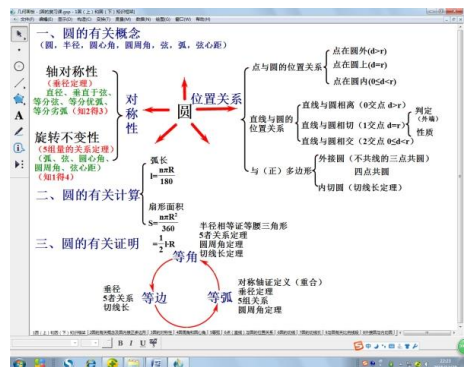 一、圆的有关概念
(圆,半径,圆心角,圆周角,弦,弧,弦心距)
轴对称性
(垂径定理)
直径、垂直于弦、
等分弦、等分优弧、
等分劣弧(知2得3)
旋转不变性
(5组量的关系定理)
(弧、弦、圆心角、
圆周角、弦心距)
(知1得4)
对称性
圆
位置关系
点与圆的位置关系
点在圆外(d>r)
点在圆上(d=r)
点在圆内(0≤d<r)
直线与圆的
位置关系
直线与圆相离(0交点 d>r)
直线与圆相切(1交点 d=r)
直线与圆相交(2交点 0≤d<r)
判定
性质
与(正)多边形
外接圆(不共线的三点共圆)
四点共圆
内切圆(切线长定理)
二、圆的有关计算
弧长
l=nπR/180
扇形面积
S=nπR²/360
=1/2 l·R
三、圆的有关证明
半径相等证等腰三角形
5者关系定理
圆周角定理
切线长定理
等角
等边
等弧
垂径
5者关系
切线长
对称轴证定义(重合)
垂径定理
5组关系
圆周角定理